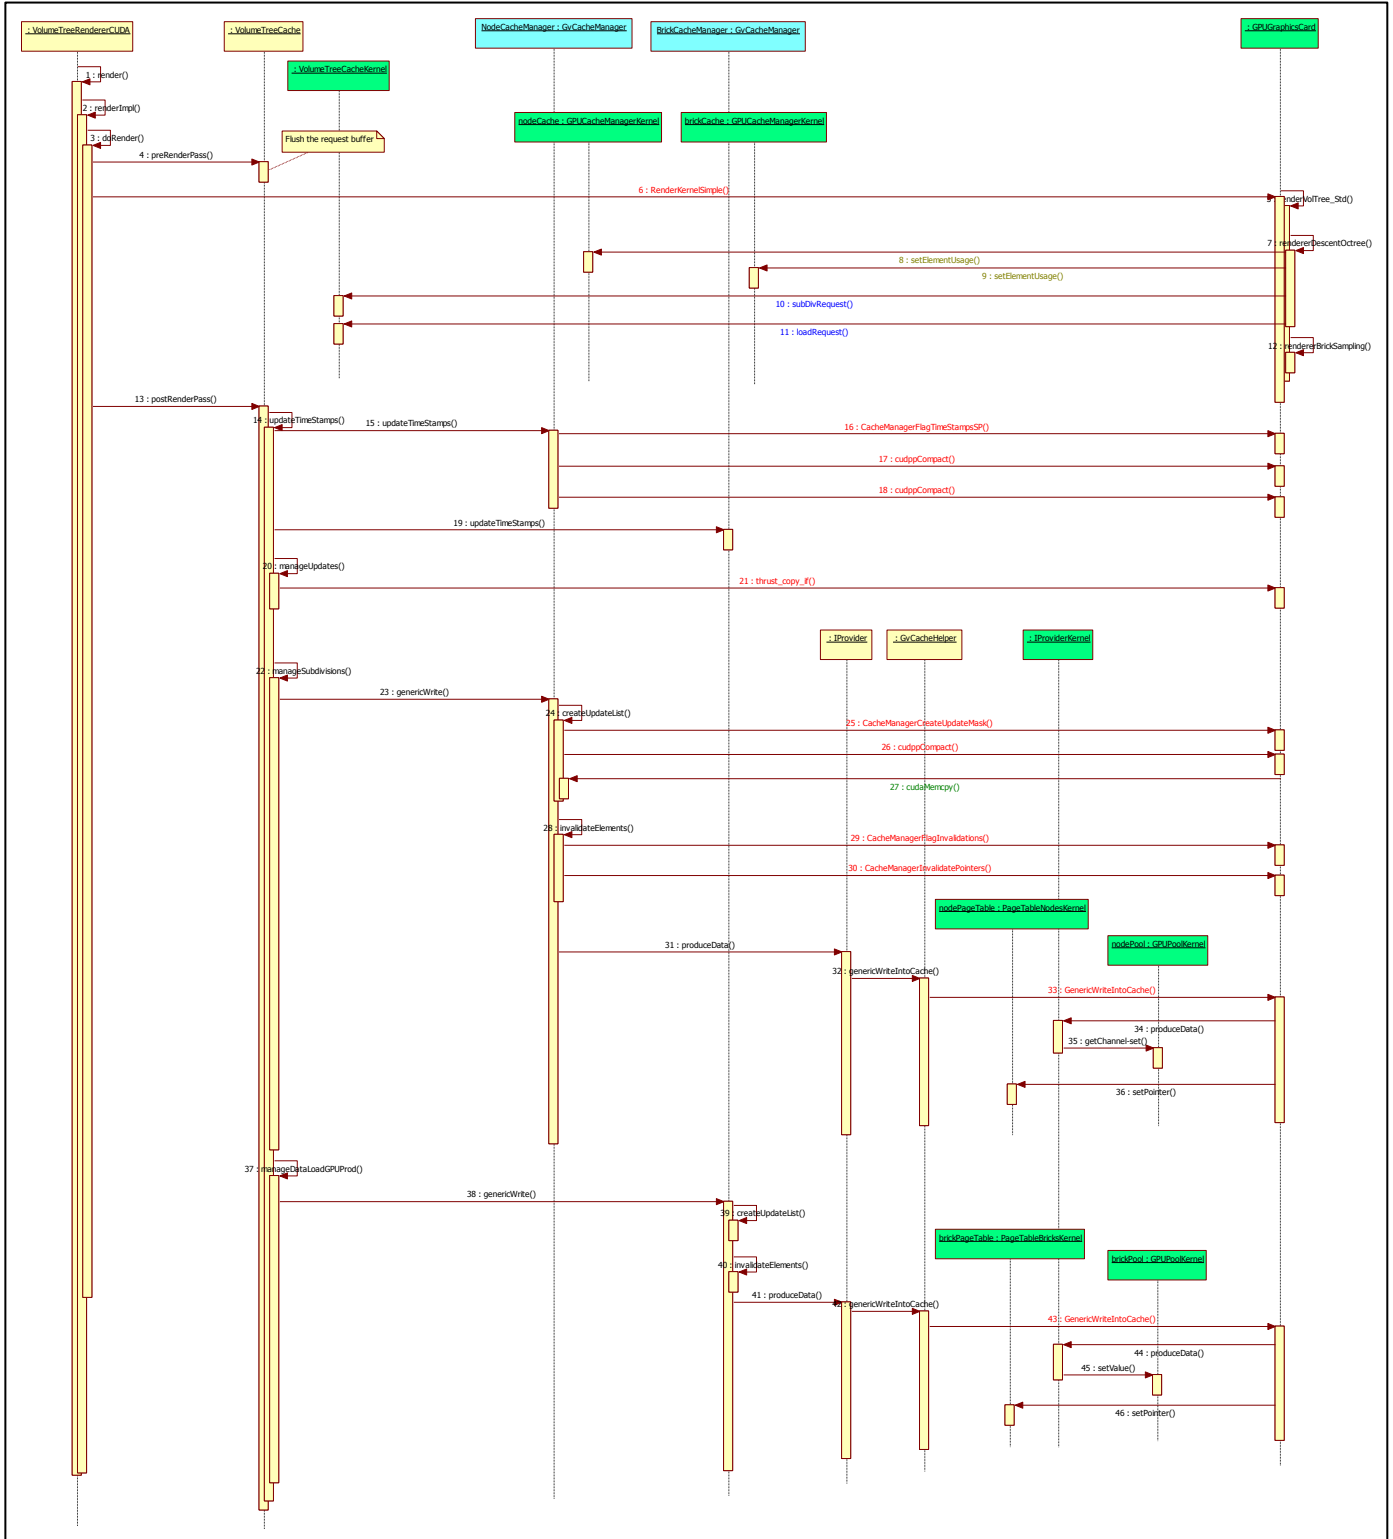 : VolumeTreeRendererCUDA
: VolumeTreeCache
NodeCacheManager : GvCacheManager
BrickCacheManager : GvCacheManager
: GPUGraphicsCard
: VolumeTreeCacheKernel
1 : render()
2 : renderImpl()
nodeCache : GPUCacheManagerKernel
brickCache : GPUCacheManagerKernel
3 : doRender()
Flush the request buffer
4 : preRenderPass()
6 : RenderKernelSimple()
enderVolTree_Std()
7 : rendererDescentOctree()
8 : setElementUsage()
9 : setElementUsage()
10 : subDivRequest()
11 : loadRequest()
12 : rendererBrickSampling()
13 : postRenderPass()
14 : updateTimeStamps()
15 : updateTimeStamps()
16 : CacheManagerFlagTimeStampsSP()
17 : cudppCompact()
18 : cudppCompact()
19 : updateTimeStamps()
20 : manageUpdates()
21 : thrust_copy_if()
: IProvider
: GvCacheHelper
: IProviderKernel
22 : manageSubdivisions()
23 : genericWrite()
24 : createUpdateList()
25 : CacheManagerCreateUpdateMask()
26 : cudppCompact()
27 : cudaMemcpy()
28 : invalidateElements()
29 : CacheManagerFlagInvalidations()
30 : CacheManagerInvalidatePointers()
nodePageTable : PageTableNodesKernel
31 : produceData()
nodePool : GPUPoolKernel
32 : genericWriteIntoCache()
33 : GenericWriteIntoCache()
34 : produceData()
35 : getChannel-set()
36 : setPointer()
37 : manageDataLoadGPUProd()
38 : genericWrite()
39 : createUpdateList()
brickPageTable : PageTableBricksKernel
40 : invalidateElements()
brickPool : GPUPoolKernel
41 : produceData()
42 : genericWriteIntoCache()
43 : GenericWriteIntoCache()
44 : produceData()
45 : setValue()
46 : setPointer()